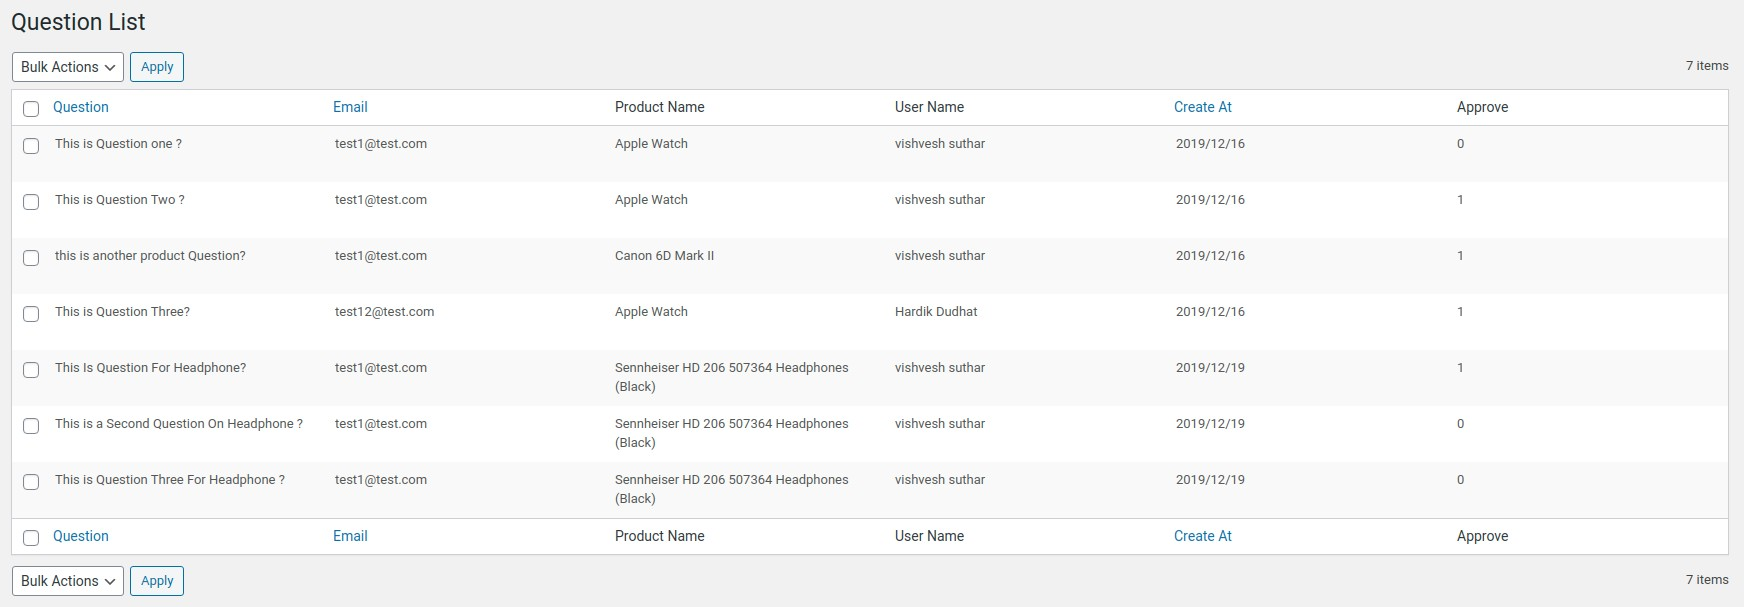 Question List
Bulk Actions Apply 7 items
Question Email Product Name User Name Create At Approve
This is Question one ? test1@test.com Apple Watch vishvesh suthar 2019/12/16 0
This is Question Two ? test1@test.com Apple Watch vishvesh suthar 2019/12/16 1
this is another product Question? test1@test.com Canon 6D Mark II vishvesh suthar 2019/12/16 1
This is Question Three? test12@test.com Apple Watch Hardik Dudhat 2019/12/16 1
This Is Question For Headphone? test1@test.com Sennheiser HD 206 507364 Headphones vishvesh suthar 2019/12/19 1
(Black)
This is a Second Question On Headphone ? test1@test.com Sennheiser HD 206 507364 Headphones vishvesh suthar 2019/12/19 0
(Black)
This is Question Three For Headphone ? test1@test.com Sennheiser HD 206 507364 Headphones vishvesh suthar 2019/12/19 0
(Black)
Question Email Product Name User Name Create At Approve
Bulk Actions Apply 7 items